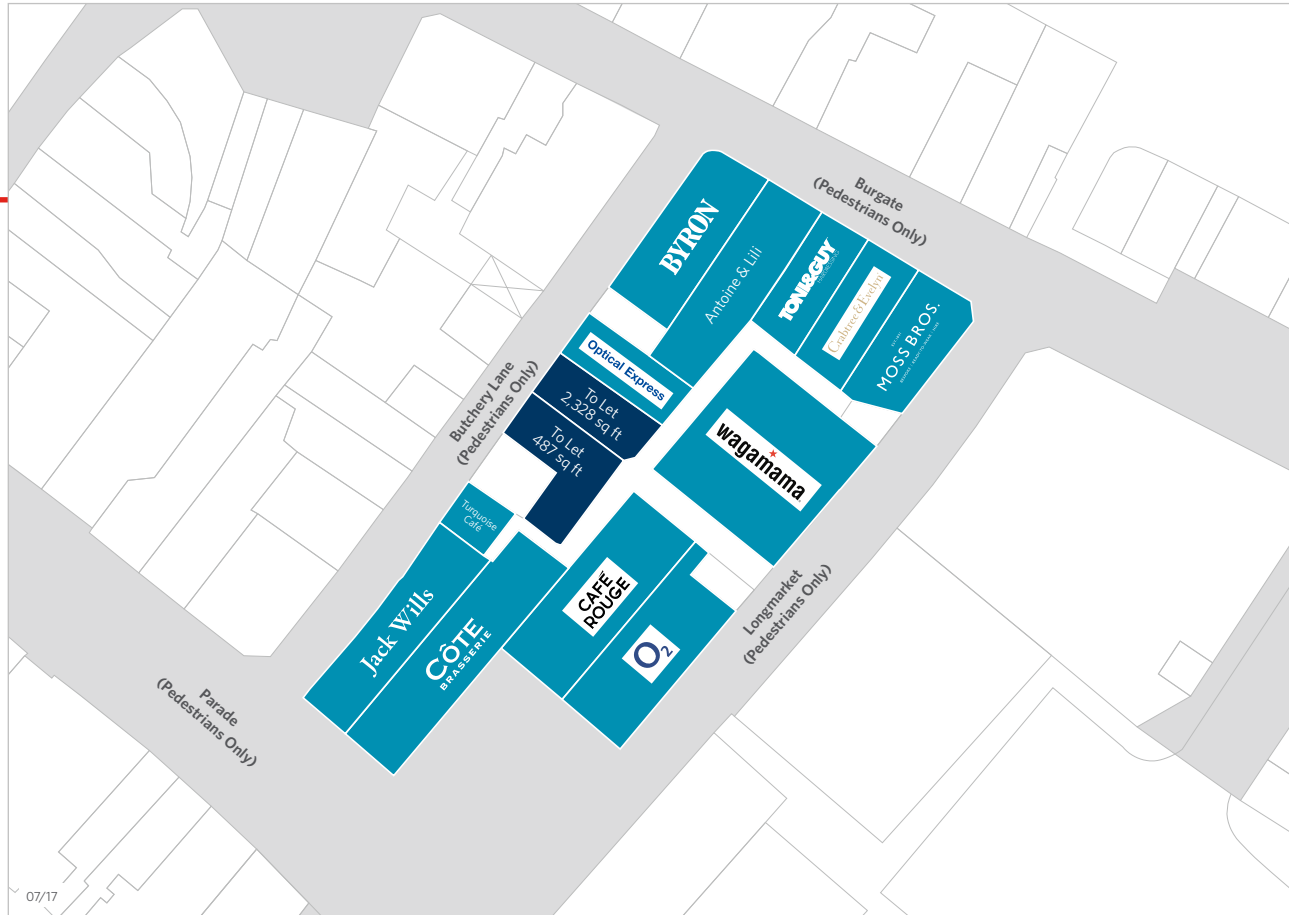 Burgate
(Pedestrians Only)
BYRON
Antoine & Lili
TONI&GUY
Crabtree & Evelyn
MOSS BROS.
Optical Express
To Let
2,328 sq ft
To Let
487 sq ft
Butchery Lane
(Pedestrians Only)
wagamama
Turquoise
Café
CAFÉ
ROUGE
Jack Wills
CÔTE
BRASSERIE
O2
Longmarket
(Pedestrians Only)
Parade
(Pedestrians Only)
07/17